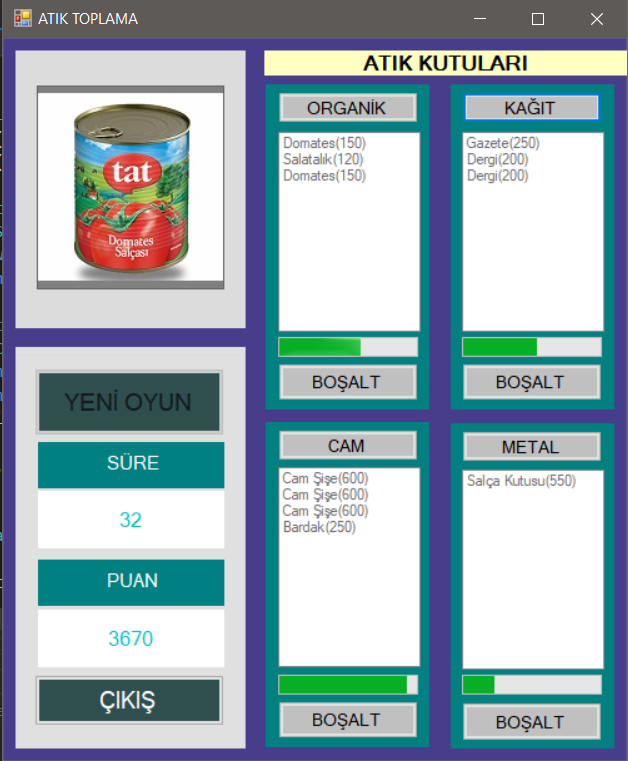 ATIK TOPLAMA
tat
Domates
Salçası
YENİ OYUN
SÜRE
32
PUAN
3670
ÇIKIŞ
ATIK KUTULARI
ORGANİK
Domates(150)
Salatalık(120)
Domates(150)
BOŞALT
KAĞIT
Gazete(250)
Dergi(200)
Dergi(200)
BOŞALT
CAM
Cam Şişe(600)
Cam Şişe(600)
Cam Şişe(600)
Bardak(250)
BOŞALT
METAL
Salça Kutusu(550)
BOŞALT